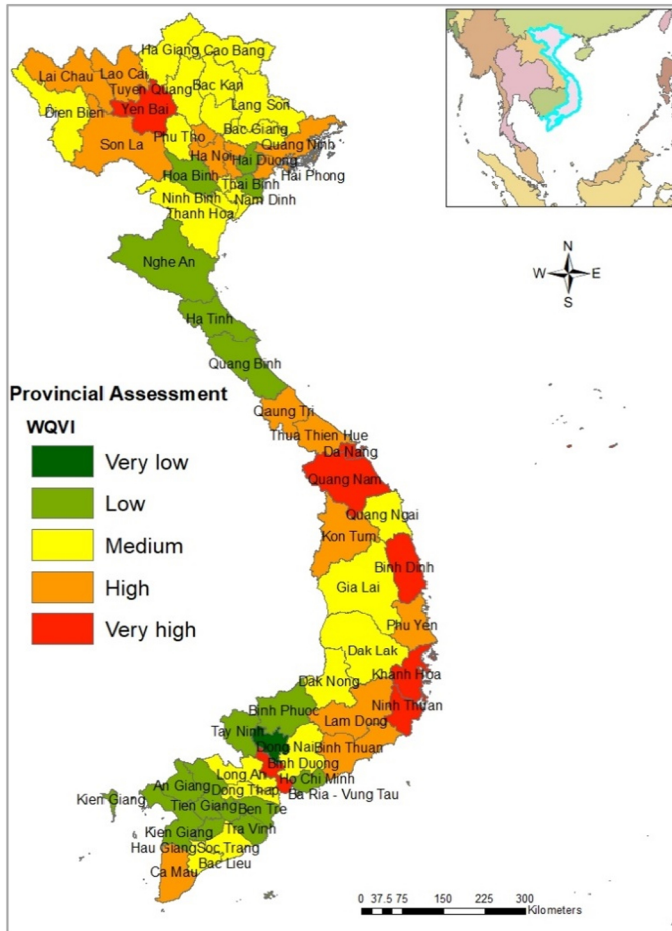 Ha Giang
Cao Bang
Lai Chau
Lao Cai
Tuyen Quang
Bac Kan
Yen Bai
Lang Son
Dien Bien
Bac Giang
Phu Tho
Quang Ninh
Son La
Ha Noi
Hai Duong
Hoa Binh
Hai Phong
Thai Binh
Ninh Binh
Nam Dinh
Thanh Hoa
Nghe An
Ha Tinh
Quang Binh
Qaung Tri
Thua Thien Hue
Da Nang
Quang Nam
Quang Ngai
Kon Tum
Binh Dinh
Gia Lai
Phu Yen
Dak Lak
Khanh Hoa
Dak Nong
Ninh Thuan
Binh Phuoc
Lam Dong
Tay Ninh
Dong Nai
Binh Thuan
Binh Duong
Long An
Ho Chi Minh
An Giang
Dong Thap
Ba Ria - Vung Tau
Kien Giang
Tien Giang
Ben Tre
Kien Giang
Tra Vinh
Hau Giang
Soc Trang
Bac Lieu
Ca Mau
N
W
E
S
Provincial Assessment
WQVI
Very low
Low
Medium
High
Very high
0 37.5 75 150 225 300
Kilometers